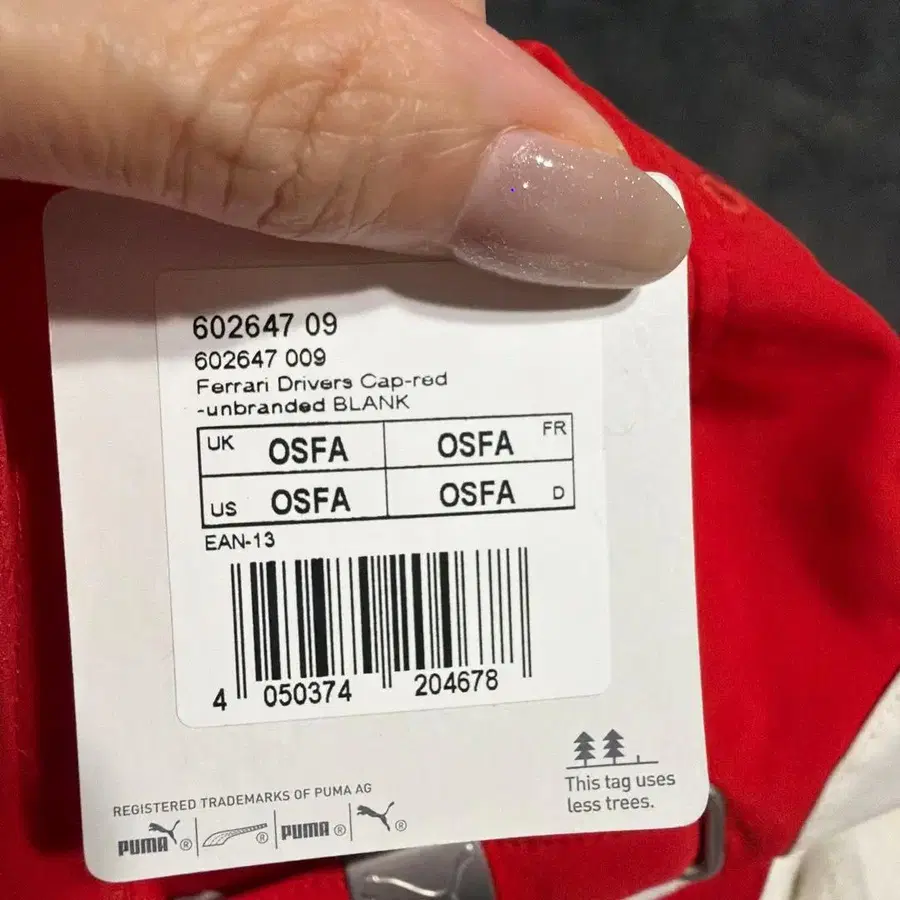 602647 09
602647 009
Ferrari Drivers Cap-red
-unbranded BLANK
UK OSFA OSFA FR
US OSFA OSFA D
EAN-13
4 050374 204678
This tag uses
less trees.
REGISTERED TRADEMARKS OF PUMA AG
PUMA ® ® PUMA ® ®